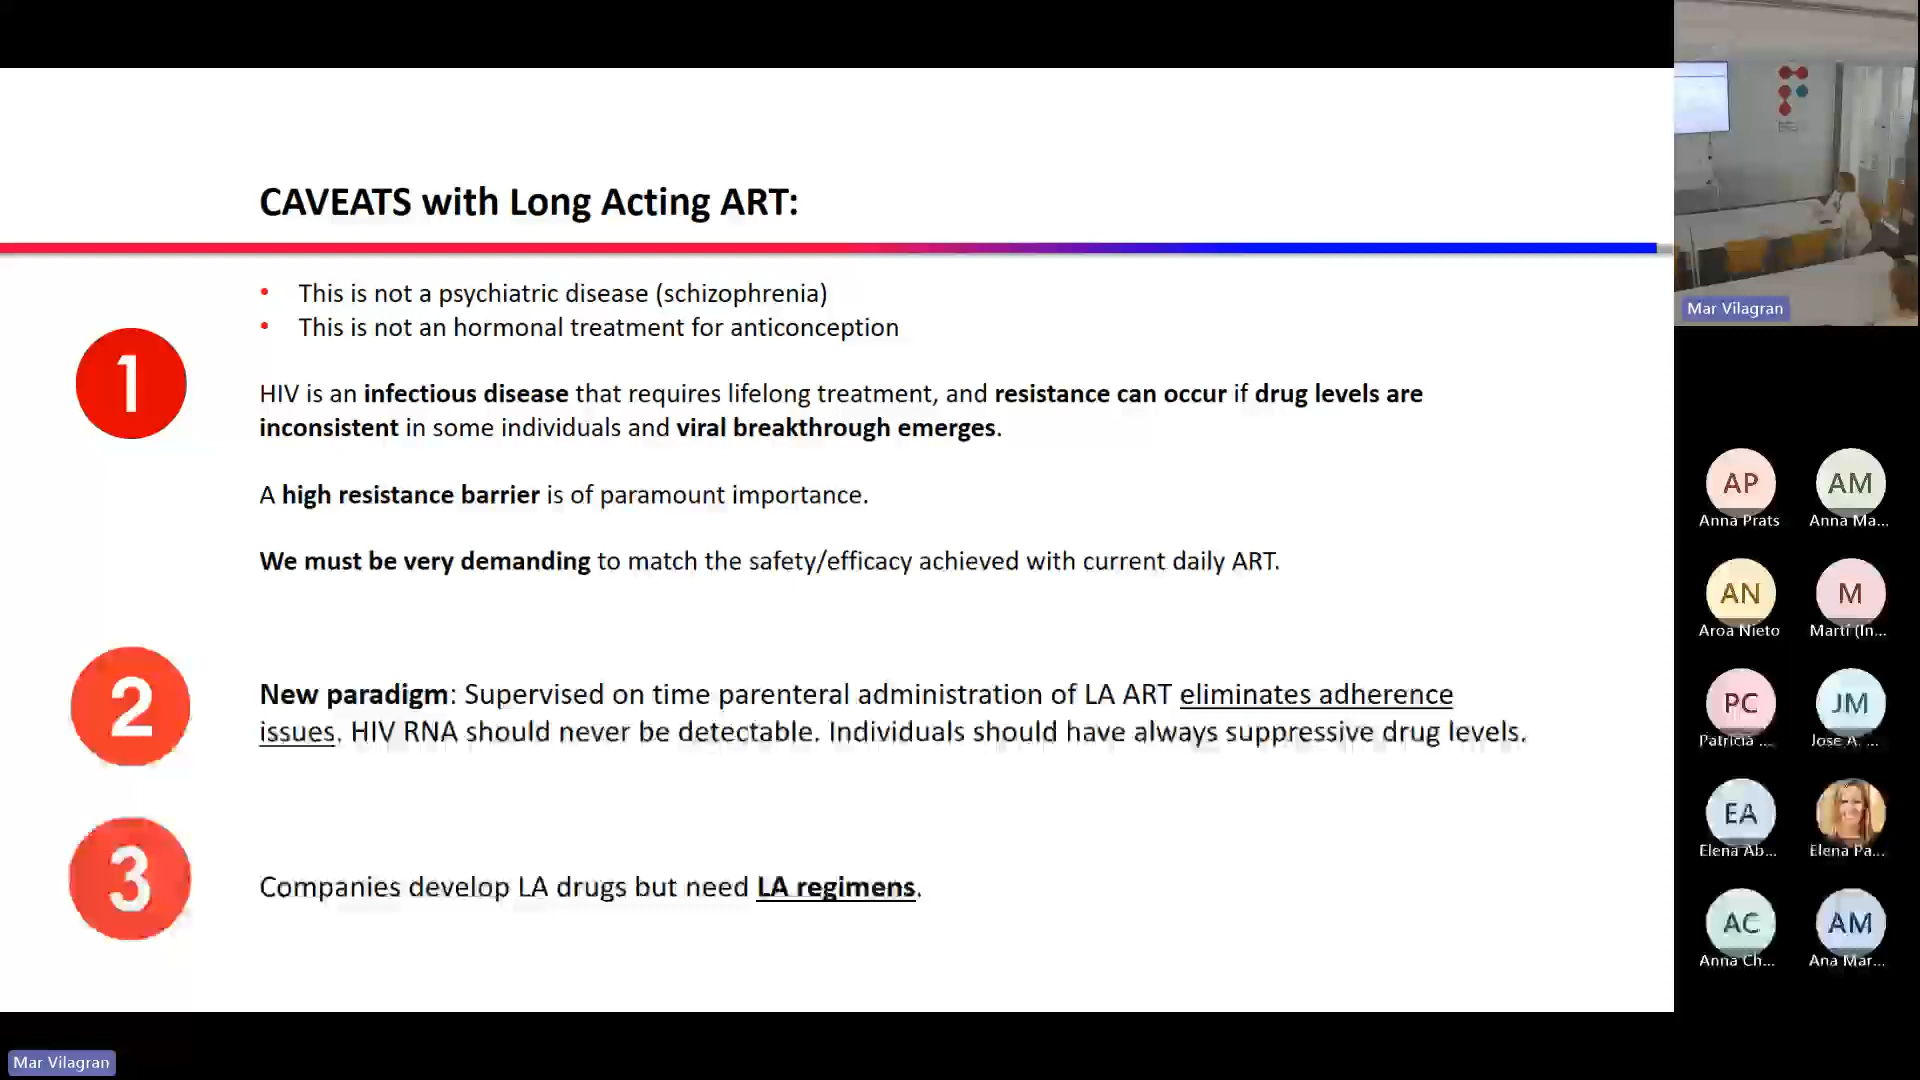 CAVEATS with Long Acting ART:
• This is not a psychiatric disease (schizophrenia)
• This is not an hormonal treatment for anticonception
1
HIV is an infectious disease that requires lifelong treatment, and resistance can occur if drug levels are
inconsistent in some individuals and viral breakthrough emerges.
A high resistance barrier is of paramount importance.
We must be very demanding to match the safety/efficacy achieved with current daily ART.
2
New paradigm: Supervised on time parenteral administration of LA ART eliminates adherence
issues. HIV RNA should never be detectable. Individuals should have always suppressive drug levels.
3
Companies develop LA drugs but need LA regimens.
Mar Vilagran
Mar Vilagran
AP
Anna Prats
AM
Anna Ma...
AN
Aroa Nieto
M
Martí (In...
PC
Patricia ...
JM
Jose A. ...
EA
Elena Ab...
Elena Pa...
AC
Anna Ch...
AM
Ana Mar...